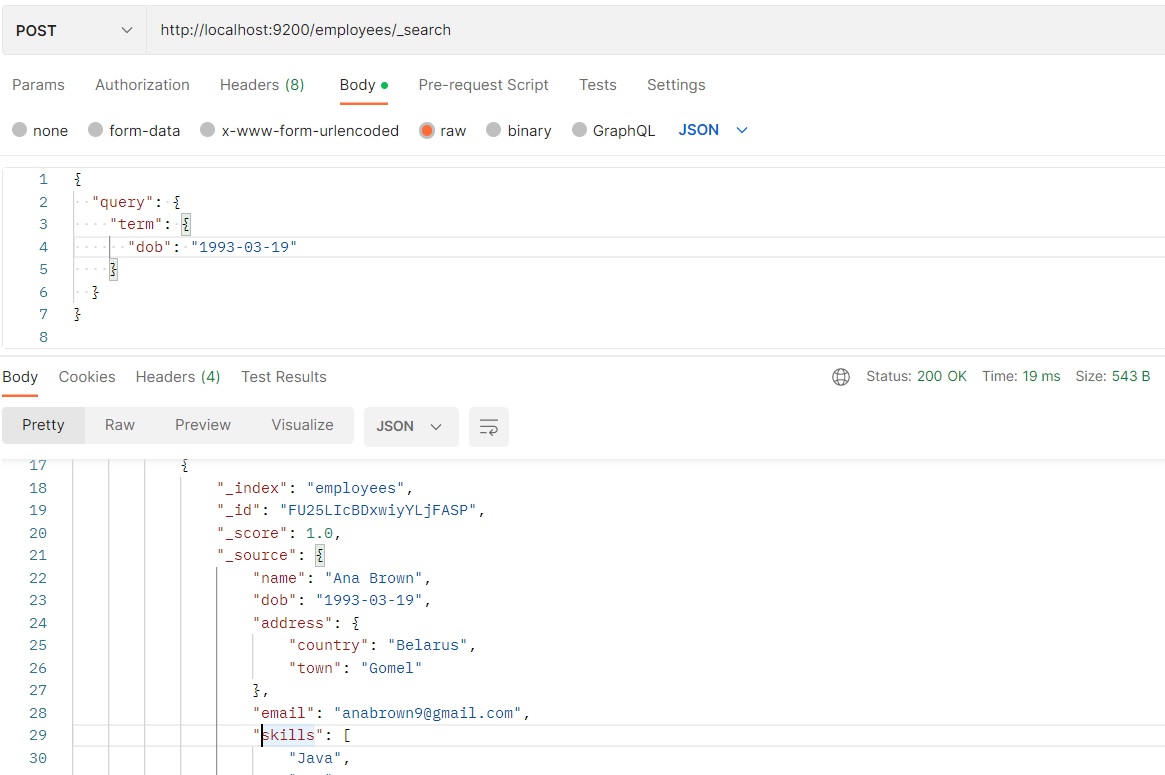 POST http://localhost:9200/employees/_search
Params Authorization Headers (8) Body Pre-request Script Tests Settings
none form-data x-www-form-urlencoded raw binary GraphQL JSON
1 {
2 "query": {
3 "term": {
4 "dob": "1993-03-19"
5 }
6 }
7 }
8
Body Cookies Headers (4) Test Results Status: 200 OK Time: 19 ms Size: 543 B
Pretty Raw Preview Visualize JSON
17 {
18 "_index": "employees",
19 "_id": "FU25LIcBDxwiyYLjFASP",
20 "_score": 1.0,
21 "_source": {
22 "name": "Ana Brown",
23 "dob": "1993-03-19",
24 "address": {
25 "country": "Belarus",
26 "town": "Gomel"
27 },
28 "email": "anabrown9@gmail.com",
29 "skills": [
30 "Java",